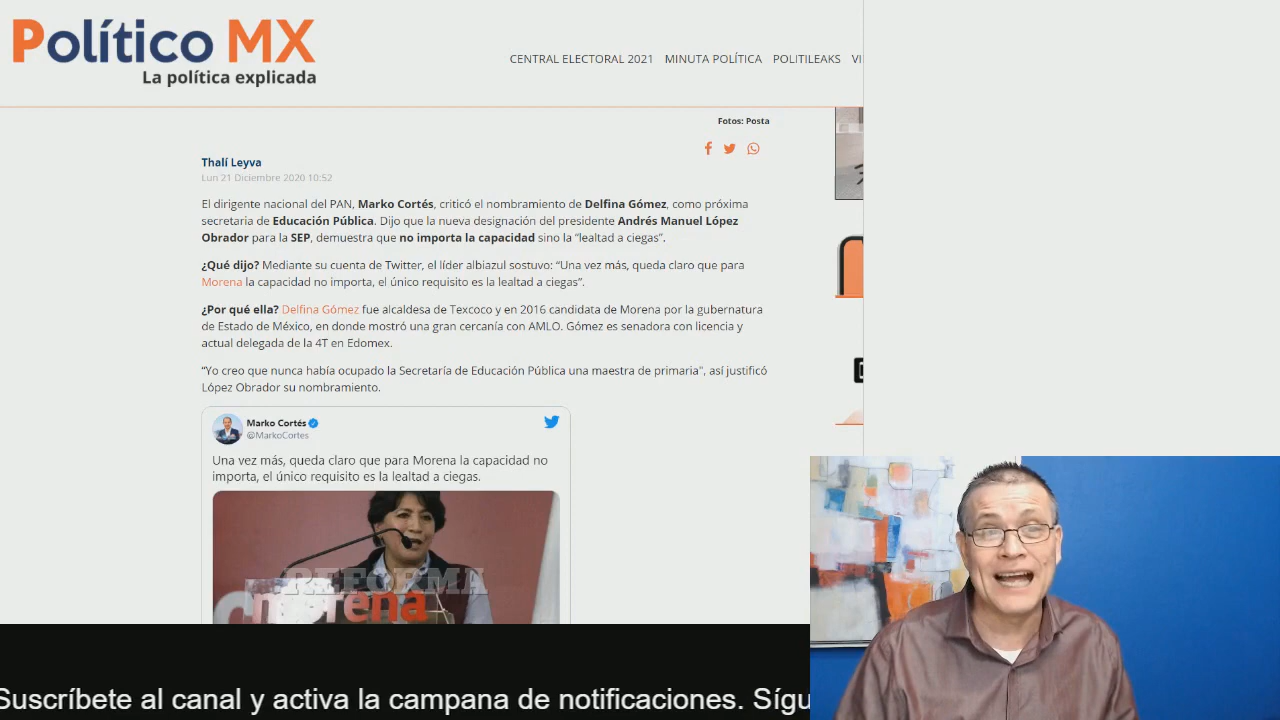 Político MX
La política explicada
CENTRAL ELECTORAL 2021 MINUTA POLÍTICA POLITILEAKS VI
Fotos: Posta
Thalí Leyva
Lun 21 Diciembre 2020 10:52
El dirigente nacional del PAN, Marko Cortés, criticó el nombramiento de Delfina Gómez, como próxima
secretaria de Educación Pública. Dijo que la nueva designación del presidente Andrés Manuel López
Obrador para la SEP, demuestra que no importa la capacidad sino la “lealtad a ciegas”.
¿Qué dijo? Mediante su cuenta de Twitter, el líder albiazul sostuvo: “Una vez más, queda claro que para
Morena la capacidad no importa, el único requisito es la lealtad a ciegas”.
¿Por qué ella? Delfina Gómez fue alcaldesa de Texcoco y en 2016 candidata de Morena por la gubernatura
de Estado de México, en donde mostró una gran cercanía con AMLO. Gómez es senadora con licencia y
actual delegada de la 4T en Edomex.
“Yo creo que nunca había ocupado la Secretaría de Educación Pública una maestra de primaria", así justificó
López Obrador su nombramiento.
Marko Cortés
@MarkoCortes
Una vez más, queda claro que para Morena la capacidad no
importa, el único requisito es la lealtad a ciegas.
REFORMA
morena
Suscríbete al canal y activa la campana de notificaciones. Sígu